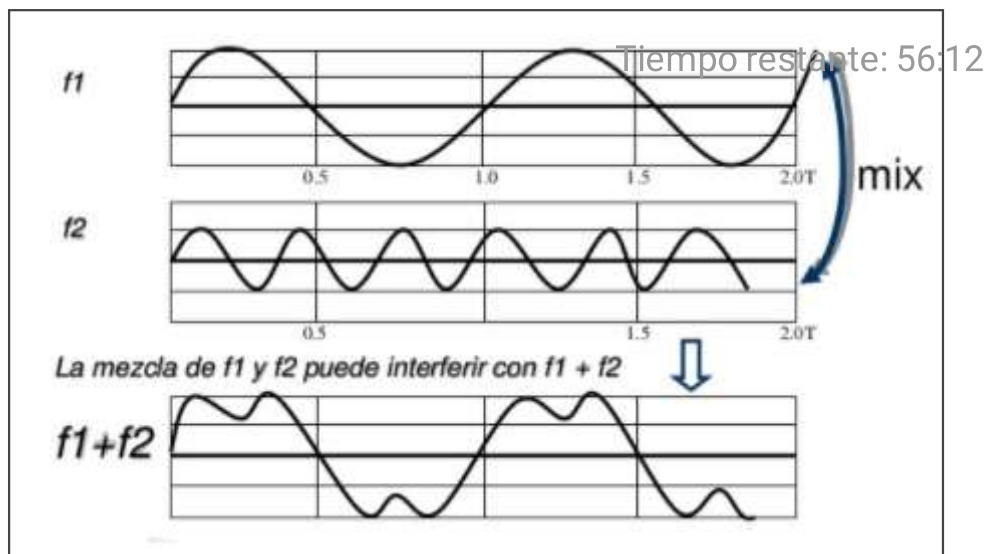 Tiempo restante: 56:12
f1
0.5 1.0 1.5 2.0T
mix
f2
0.5 1.5 2.0T
La mezcla de f1 y f2 puede interferir con f1 + f2
f1+f2